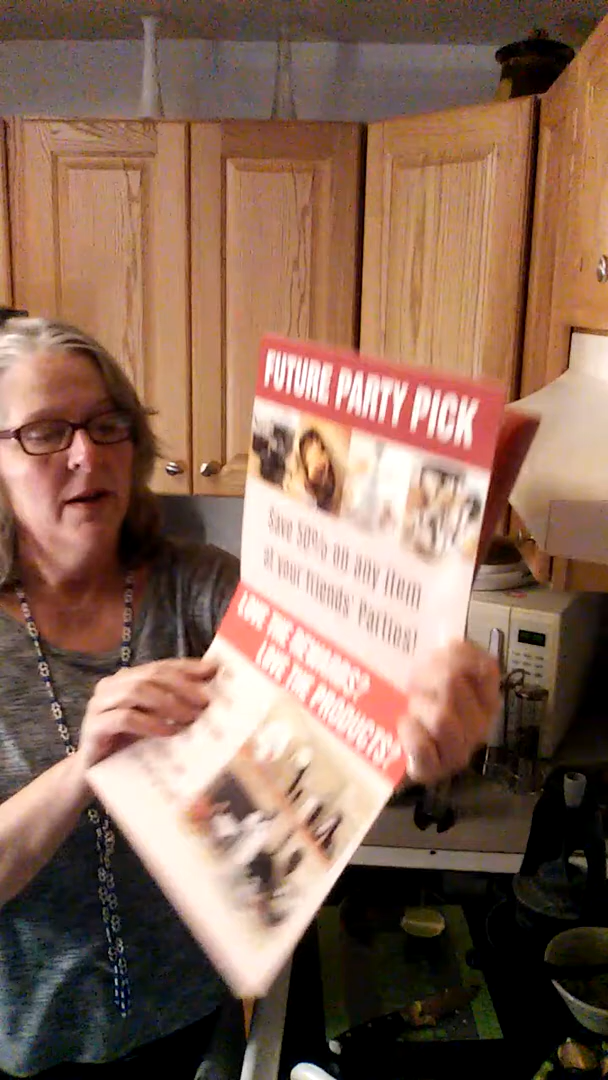 FUTURE PARTY PICK
Save 50% on any item
at your friends' Parties!
LOVE THE REWARDS?
LOVE THE PRODUCTS?